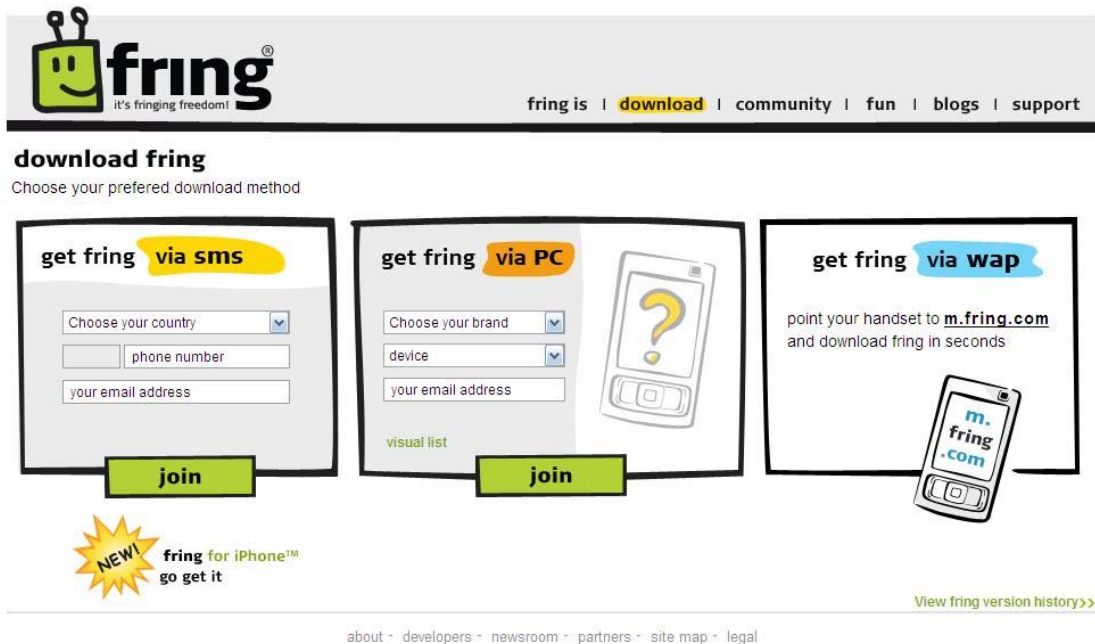 fring®
it's fringing freedom!
fring is | download | community | fun | blogs | support
download fring
Choose your prefered download method
get fring via sms
Choose your country
phone number
your email address
join
get fring via PC
Choose your brand
device
your email address
visual list
?
join
get fring via wap
point your handset to m.fring.com
and download fring in seconds
m.
fring
.com
NEW!
fring for iPhone™
go get it
View fring version history>>
about - developers - newsroom - partners - site map - legal